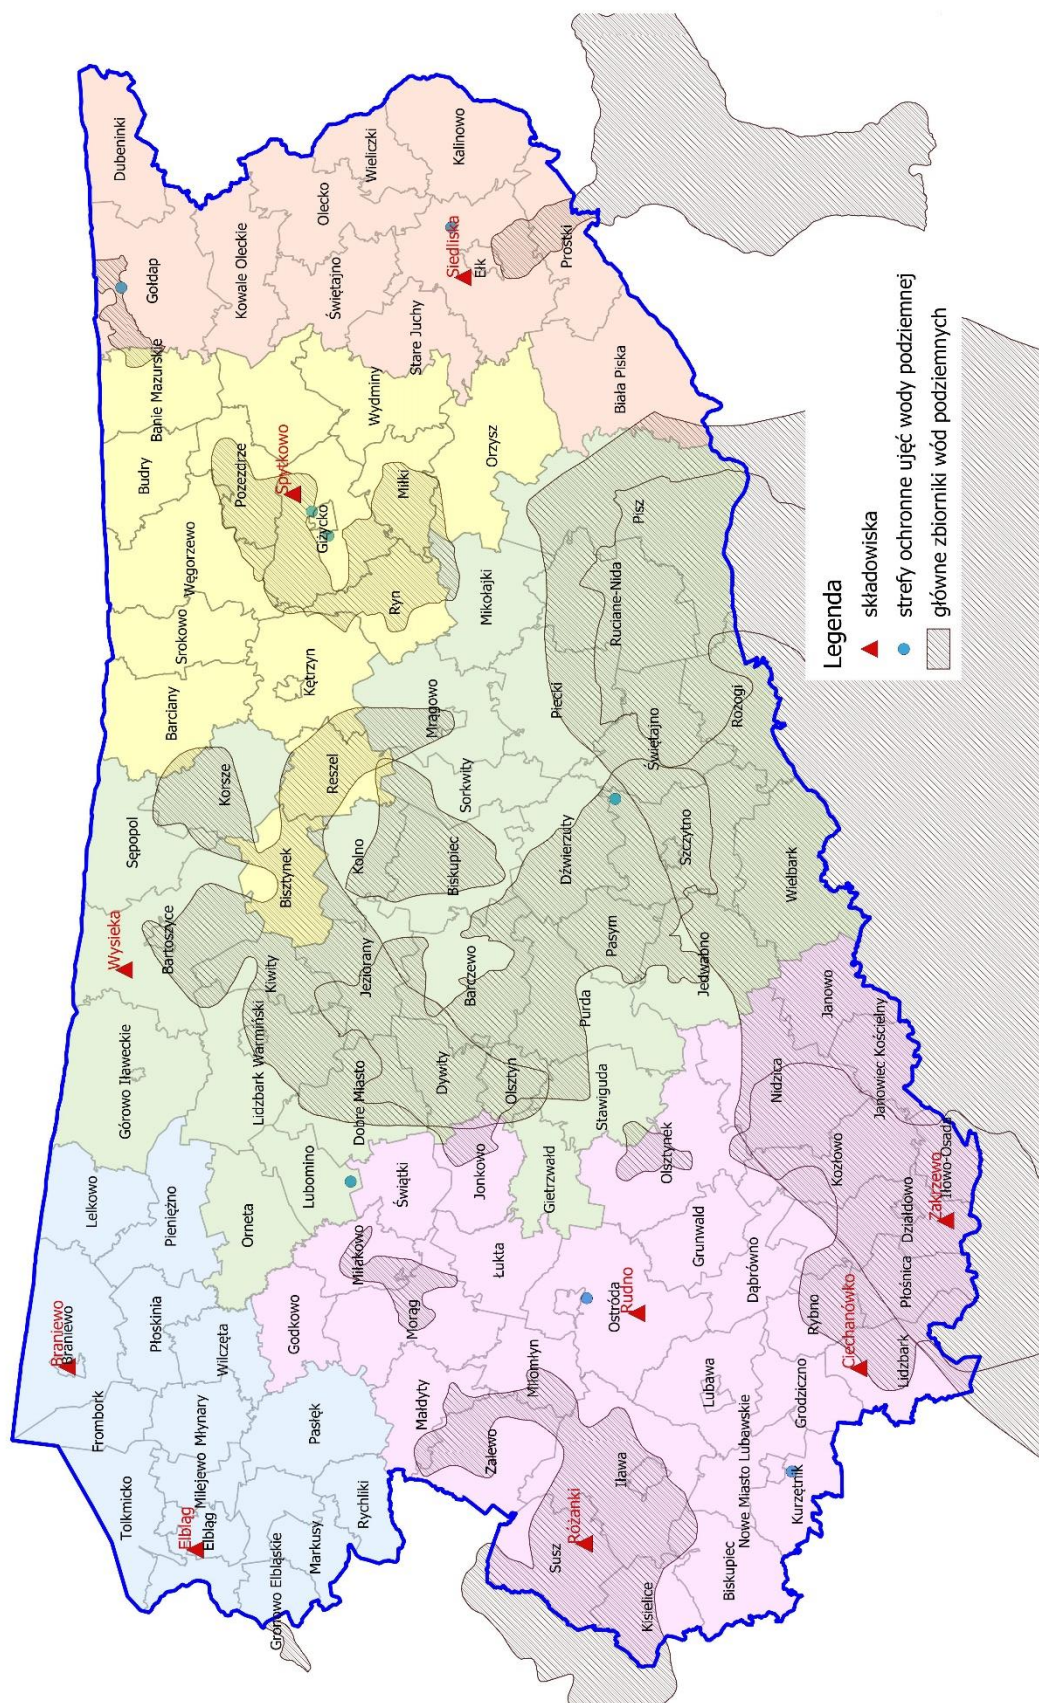 Braniewo
Braniewo
Lelkowo
Górowo Iławeckie
Wysieka
Sępopol
Barciany
Srokowo
Węgorzewo
Budry
Banie Mazurskie
Gołdap
Dubeninki
Frombork
Tolkmicko
Płoskinia
Pieniężno
Bartoszyce
Korsze
Pozezdrze
Kowale Oleckie
Elbląg
Elbląg
Milejewo
Młynary
Wilczęta
Orneta
Lidzbark Warmiński
Kiwity
Bisztynek
Reszel
Kętrzyn
Spytkowo
Giżycko
Świętajno
Olecko
Gronowo Elbląskie
Markusy
Pasłęk
Rychliki
Godkowo
Lubomino
Dobre Miasto
Jeziorany
Kolno
Mrągowo
Ryn
Miłki
Wydminy
Stare Juchy
Wieliczki
Miłakowo
Świątki
Morąg
Małdyty
Dywity
Barczewo
Biskupiec
Sorkwity
Mikołajki
Orzysz
Siedliska
Ełk
Kalinowo
Zalewo
Miłomłyn
Łukta
Jonkowo
Olsztyn
Gietrzwałd
Stawiguda
Purda
Pasym
Dźwierzuty
Piecki
Ruciane-Nida
Pisz
Biała Piska
Prostki
Susz
Różanki
Iława
Ostróda
Rudno
Olsztynek
Jedwabno
Szczytno
Świętajno
Rozogi
Kisielice
Biskupiec
Nowe Miasto Lubawskie
Lubawa
Grunwald
Dąbrówno
Nidzica
Janowo
Wielbark
Kurzętnik
Grodziczno
Rybno
Ciechanówko
Lidzbark
Kozłowo
Janowiec Kościelny
Płośnica
Działdowo
Zakrzewo
Iłowo-Osada
Legenda
składowiska
strefy ochronne ujęć wody podziemnej
główne zbiorniki wód podziemnych